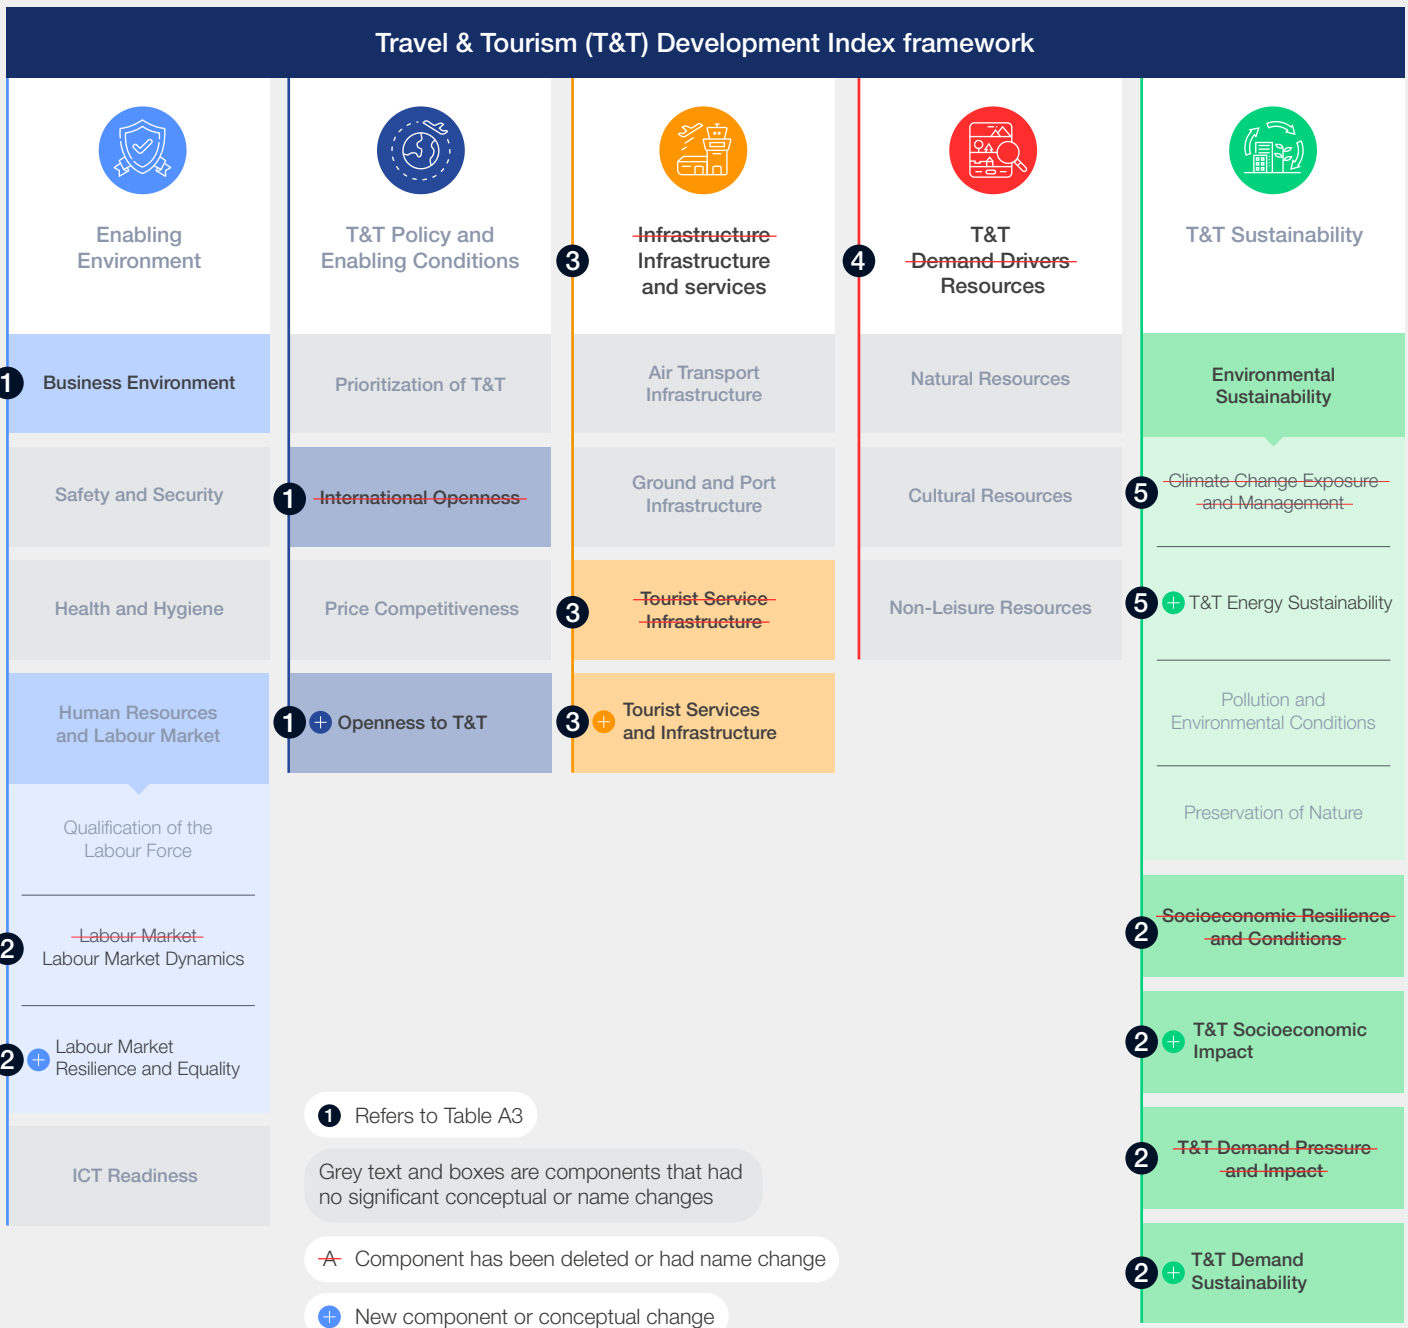 Travel & Tourism (T&T) Development Index framework
Enabling
Environment
1
Business Environment
Safety and Security
Health and Hygiene
Human Resources
and Labour Market
Qualification of the
Labour Force
2
Labour Market
Labour Market Dynamics
2
+
Labour Market
Resilience and Equality
ICT Readiness
T&T Policy and
Enabling Conditions
Prioritization of T&T
1
International Openness
Price Competitiveness
1
+ Openness to T&T
3
Infrastructure
Infrastructure
and services
Air Transport
Infrastructure
Ground and Port
Infrastructure
3
Tourist Service
Infrastructure
3
+
Tourist Services
and Infrastructure
4
T&T
Demand Drivers
Resources
Natural Resources
Cultural Resources
Non-Leisure Resources
T&T Sustainability
Environmental
Sustainability
5
Climate Change Exposure
and Management
5
+ T&T Energy Sustainability
Pollution and
Environmental Conditions
Preservation of Nature
2
Socioeconomic Resilience
and Conditions
2
+
T&T Socioeconomic
Impact
2
T&T Demand Pressure
and Impact
2
+
T&T Demand
Sustainability
1 Refers to Table A3
Grey text and boxes are components that had
no significant conceptual or name changes
A Component has been deleted or had name change
+ New component or conceptual change